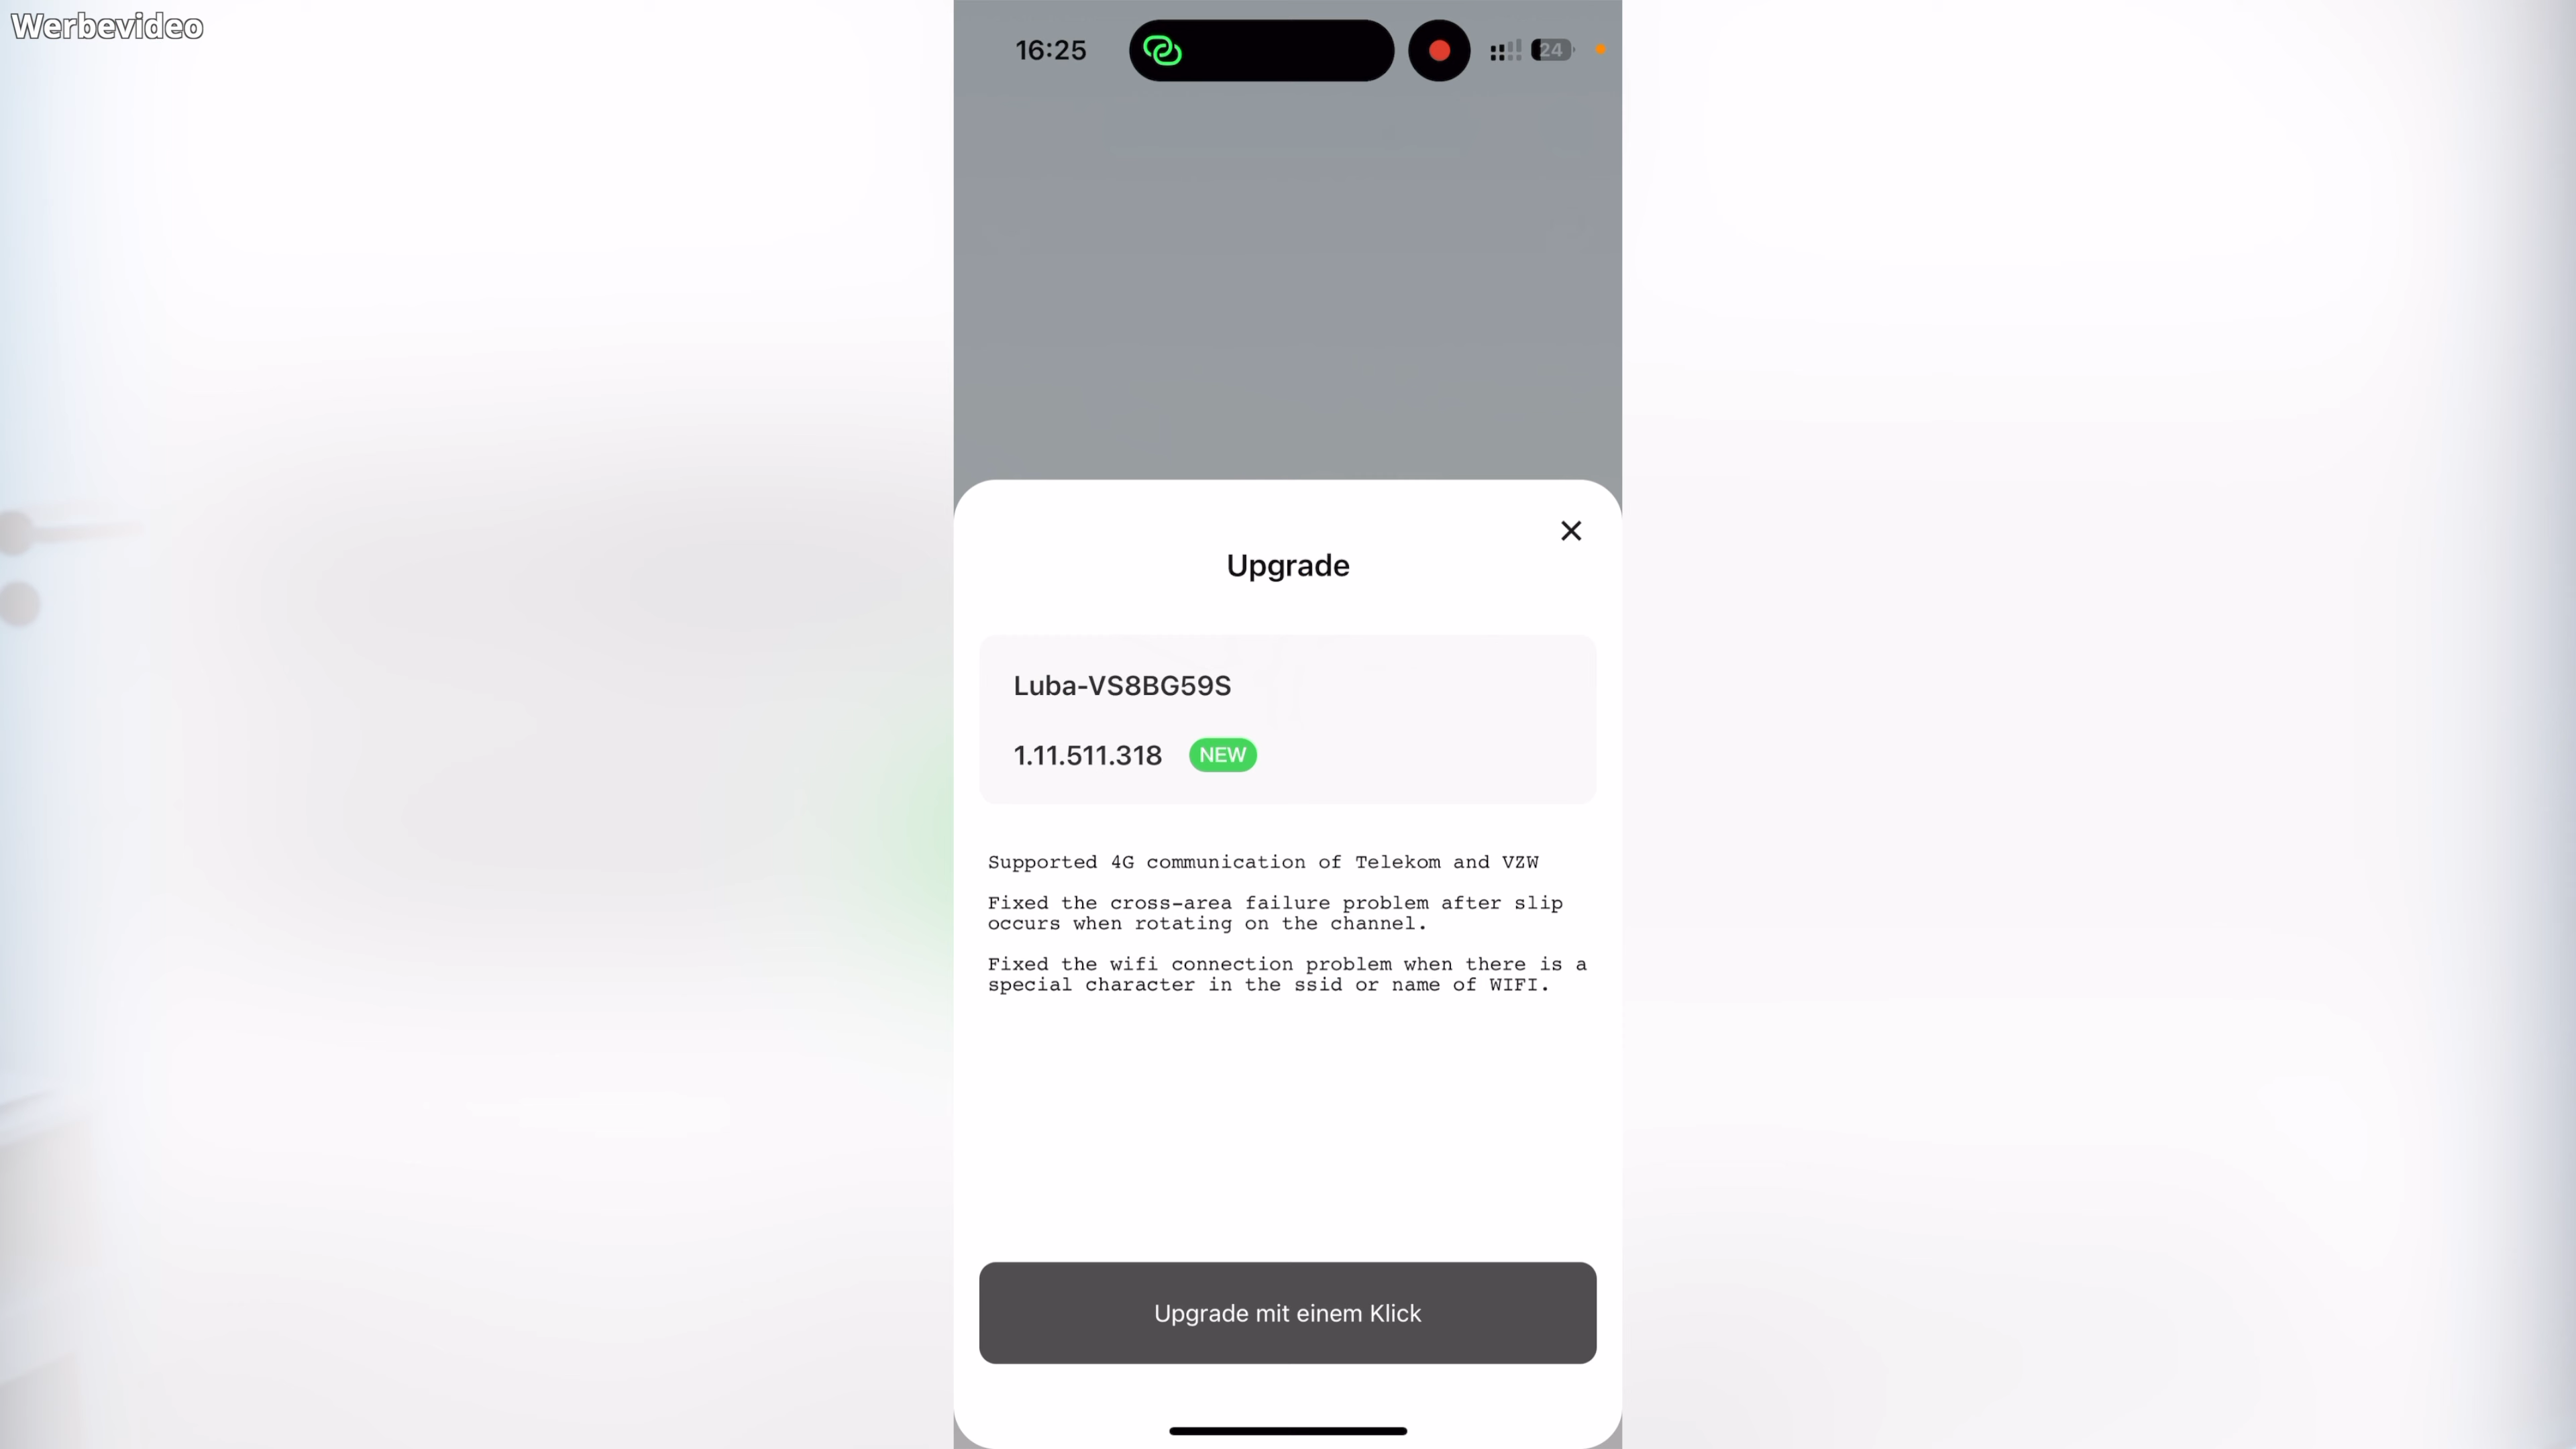 Werbevideo
16:25
24
Upgrade
Luba-VS8BG59S
1.11.511.318 NEW
Supported 4G communication of Telekom and VZW
Fixed the cross-area failure problem after slip
occurs when rotating on the channel.
Fixed the wifi connection problem when there is a
special character in the ssid or name of WIFI.
Upgrade mit einem Klick